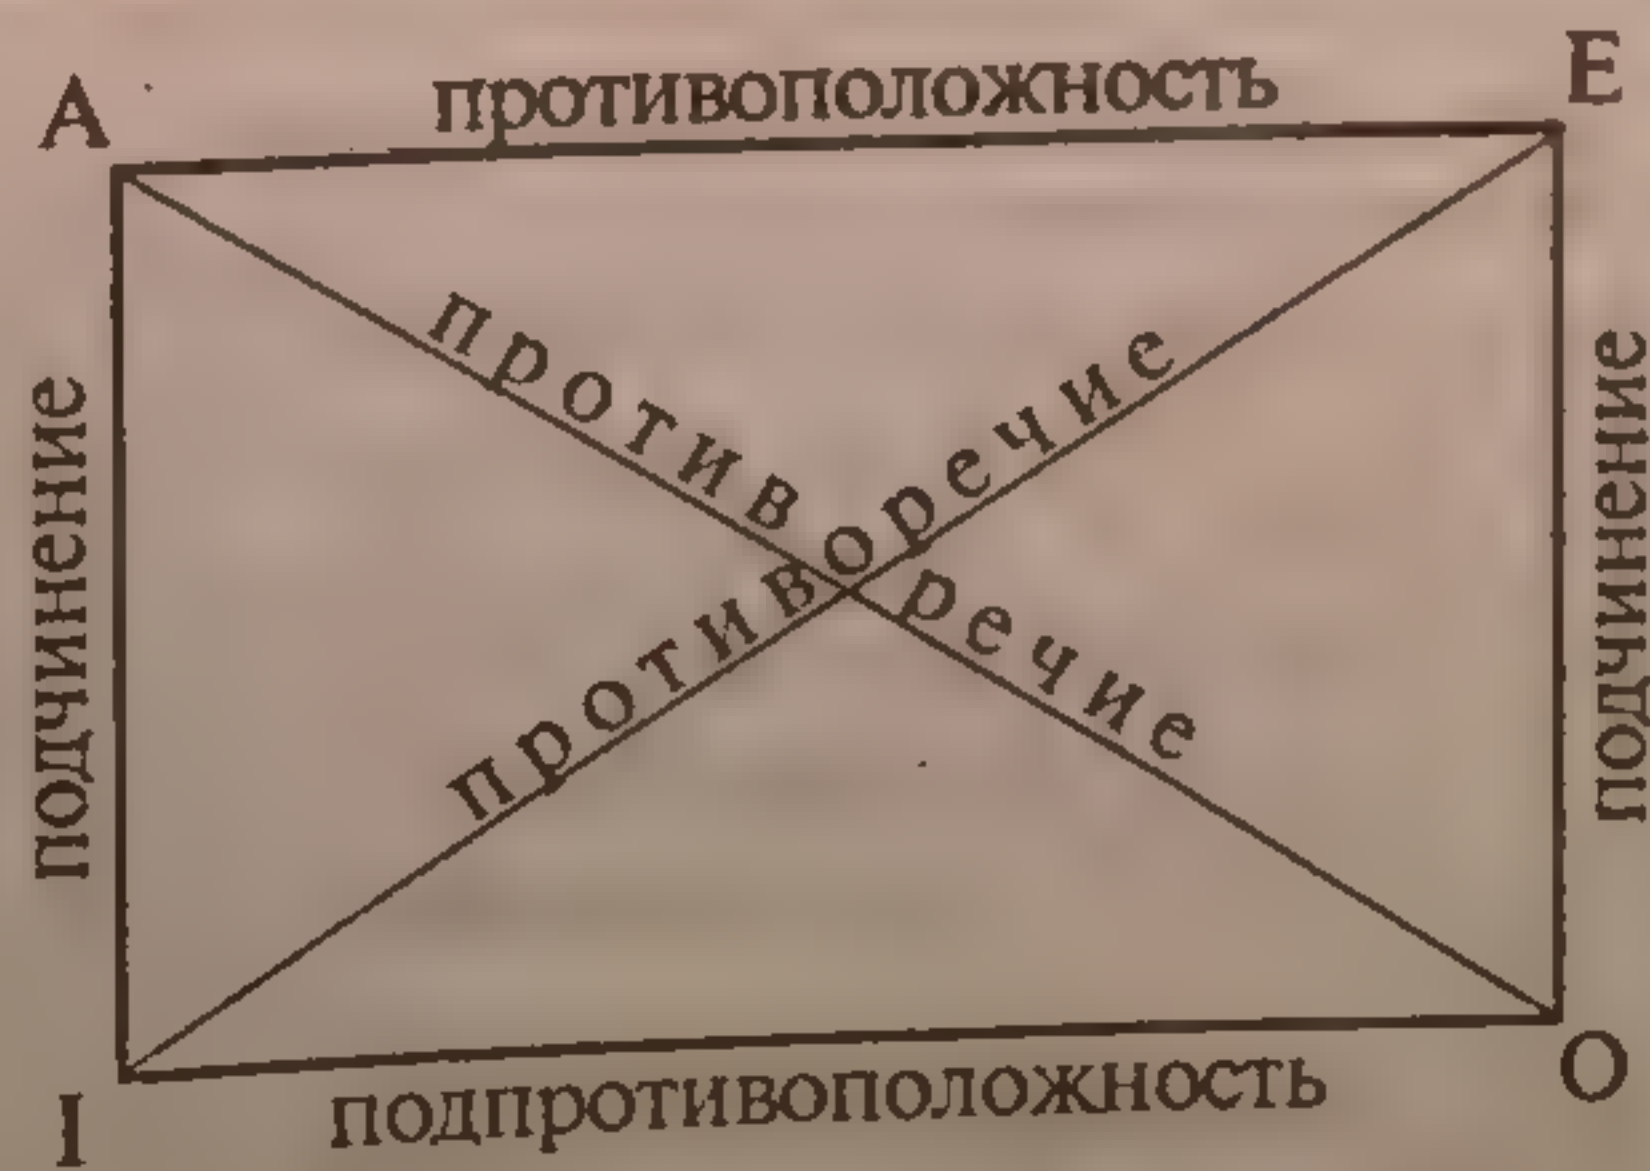 А
противоположность
Е
подчинение
противоречие
противоречие
подчинение
I
подпротивоположность
О